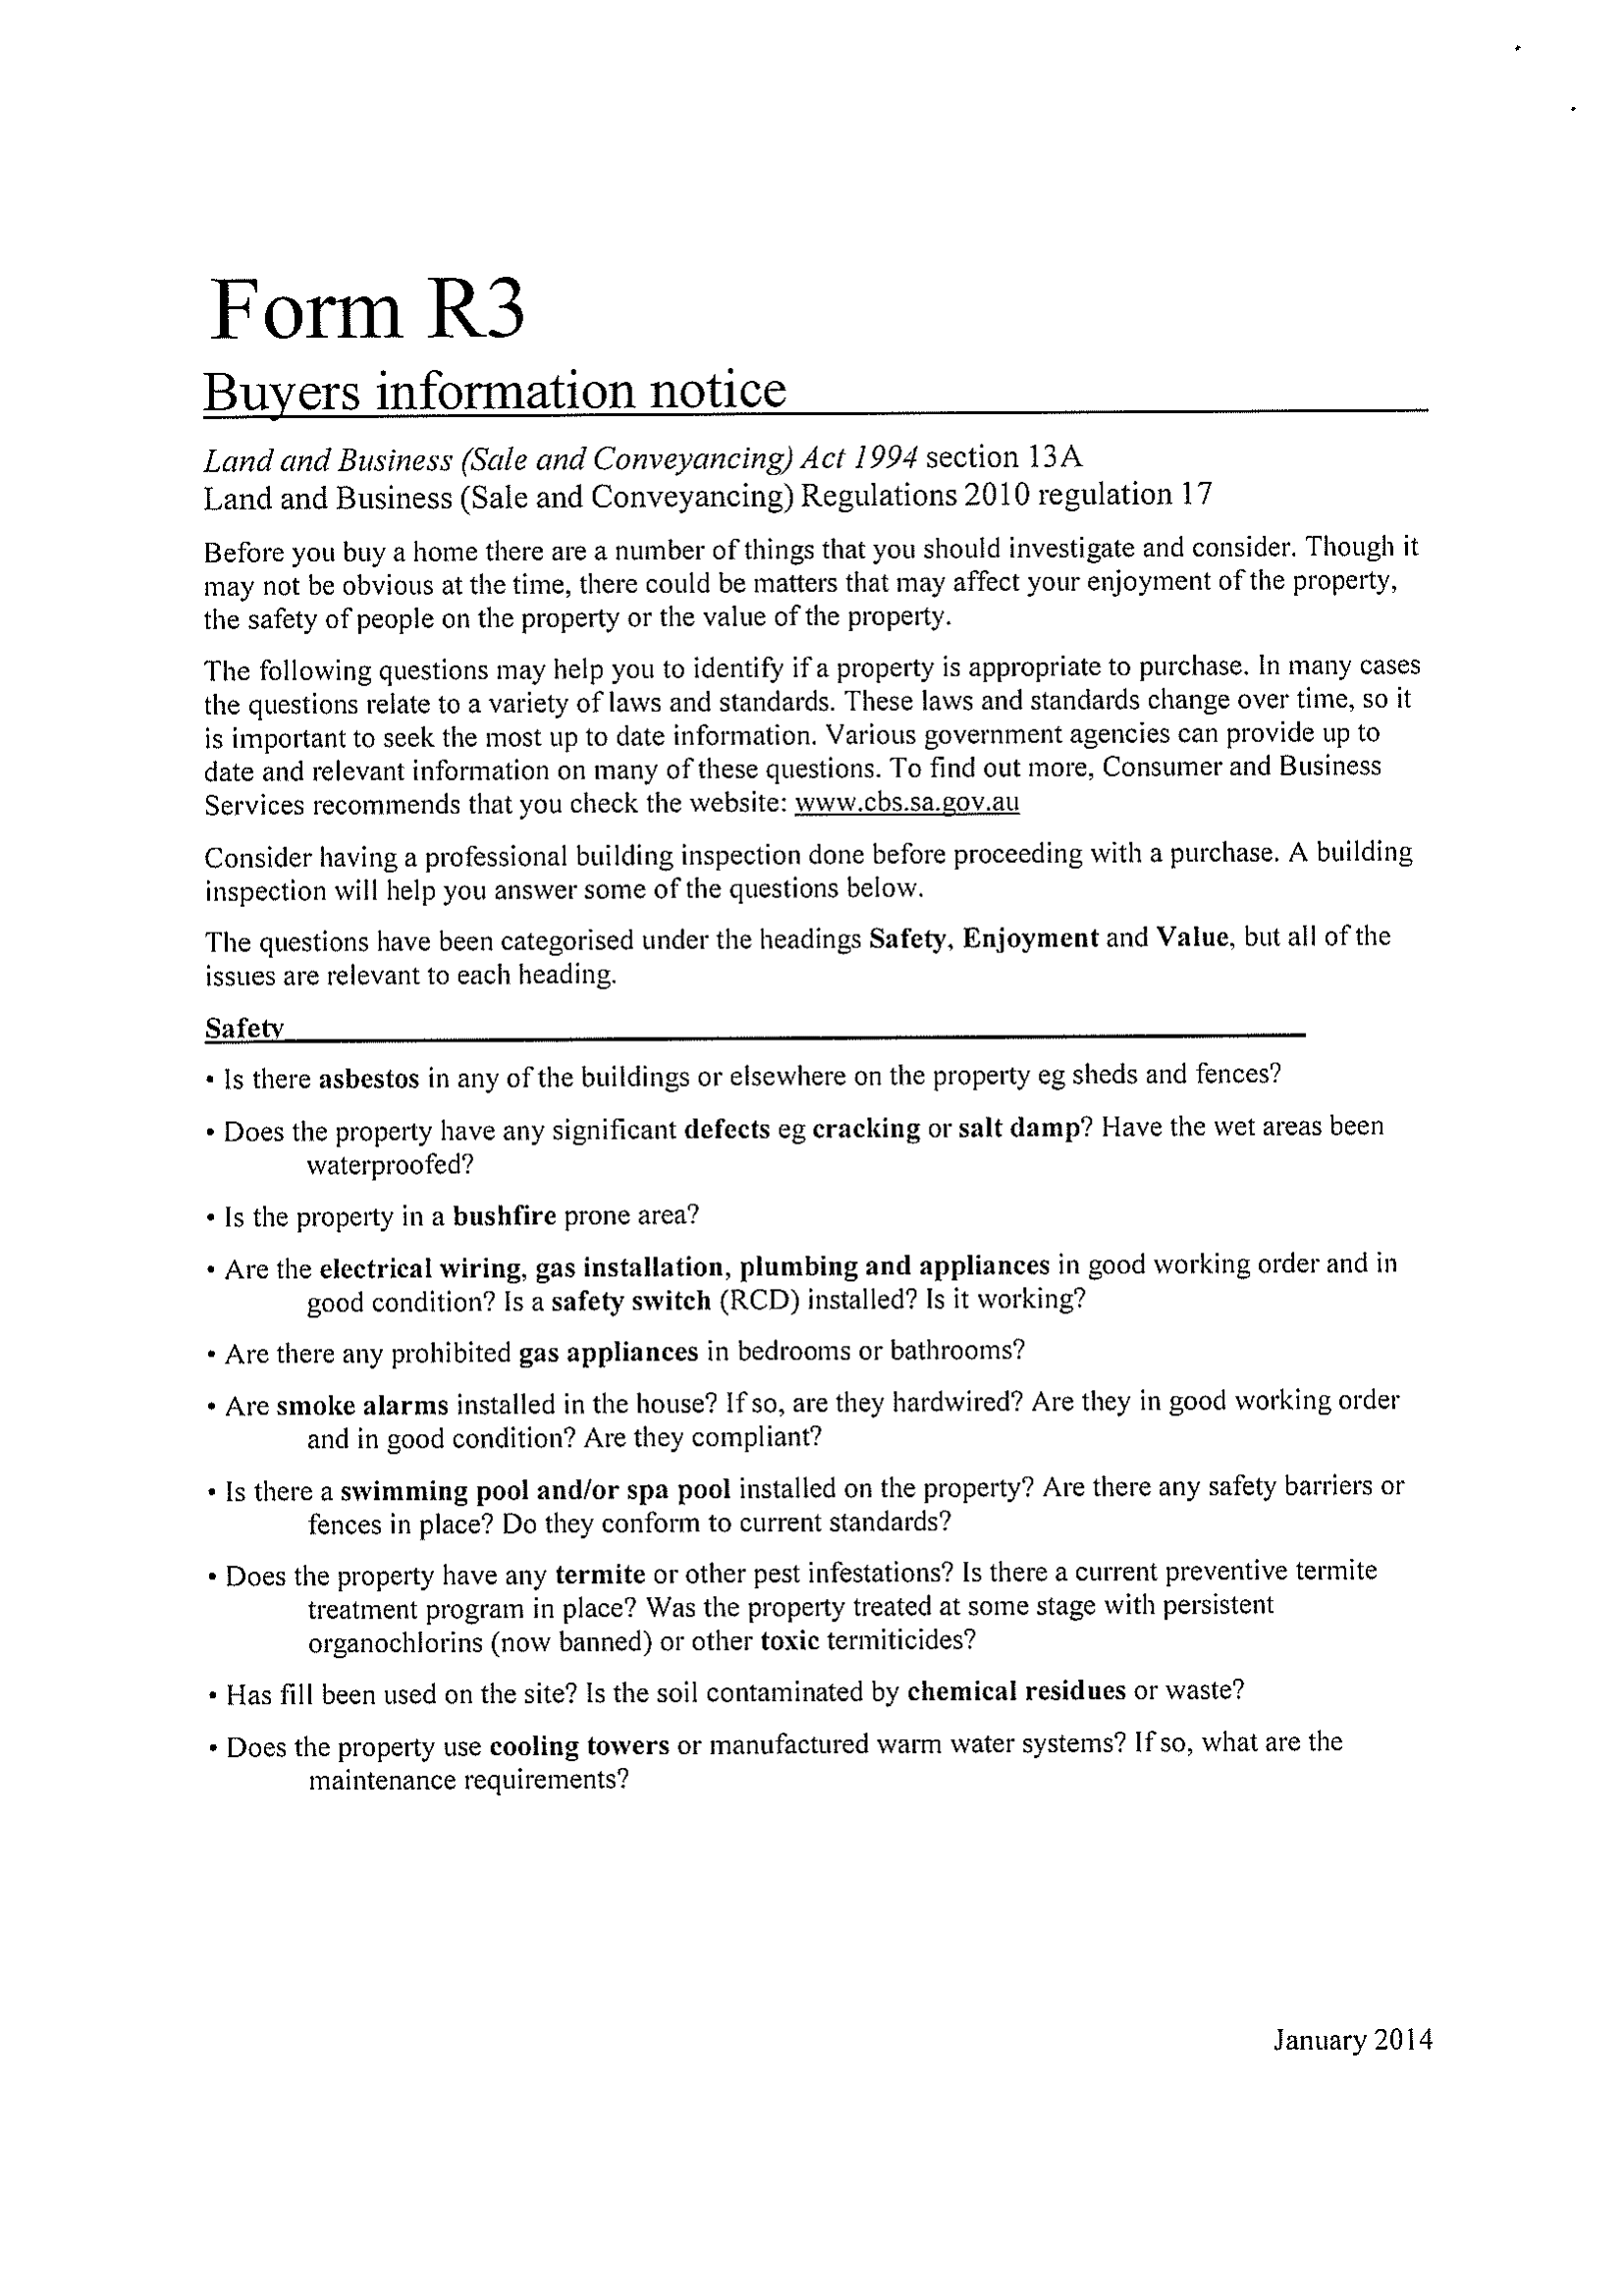 Form R3
Buyers information notice
Land and Business (Sale and Conveyancing) Act 1994 section 13A
Land and Business (Sale and Conveyancing) Regulations 2010 regulation 17
Before you buy a home there are a number of things that you should investigate and consider. Though it
may not be obvious at the time, there could be matters that may affect your enjoyment of the property,
the safety of people on the property or the value of the property.
The following questions may help you to identify if a property is appropriate to purchase. In many cases
the questions relate to a variety of laws and standards. These laws and standards change over time, so it
is important to seek the most up to date information. Various government agencies can provide up to
date and relevant information on many of these questions. To find out more, Consumer and Business
Services recommends that you check the website: www.cbs.sa.gov.au
Consider having a professional building inspection done before proceeding with a purchase. A building
inspection will help you answer some of the questions below.
The questions have been categorised under the headings Safety, Enjoyment and Value, but all of the
issues are relevant to each heading.
Safety
• Is there asbestos in any of the buildings or elsewhere on the property eg sheds and fences?
• Does the property have any significant defects eg cracking or salt damp? Have the wet areas been
waterproofed?
• Is the property in a bushfire prone area?
• Are the electrical wiring, gas installation, plumbing and appliances in good working order and in
good condition? Is a safety switch (RCD) installed? Is it working?
• Are there any prohibited gas appliances in bedrooms or bathrooms?
• Are smoke alarms installed in the house? If so, are they hardwired? Are they in good working order
and in good condition? Are they compliant?
• Is there a swimming pool and/or spa pool installed on the property? Are there any safety barriers or
fences in place? Do they conform to current standards?
• Does the property have any termite or other pest infestations? Is there a current preventive termite
treatment program in place? Was the property treated at some stage with persistent
organochlorins (now banned) or other toxic termiticides?
• Has fill been used on the site? Is the soil contaminated by chemical residues or waste?
• Does the property use cooling towers or manufactured warm water systems? If so, what are the
maintenance requirements?
January 2014